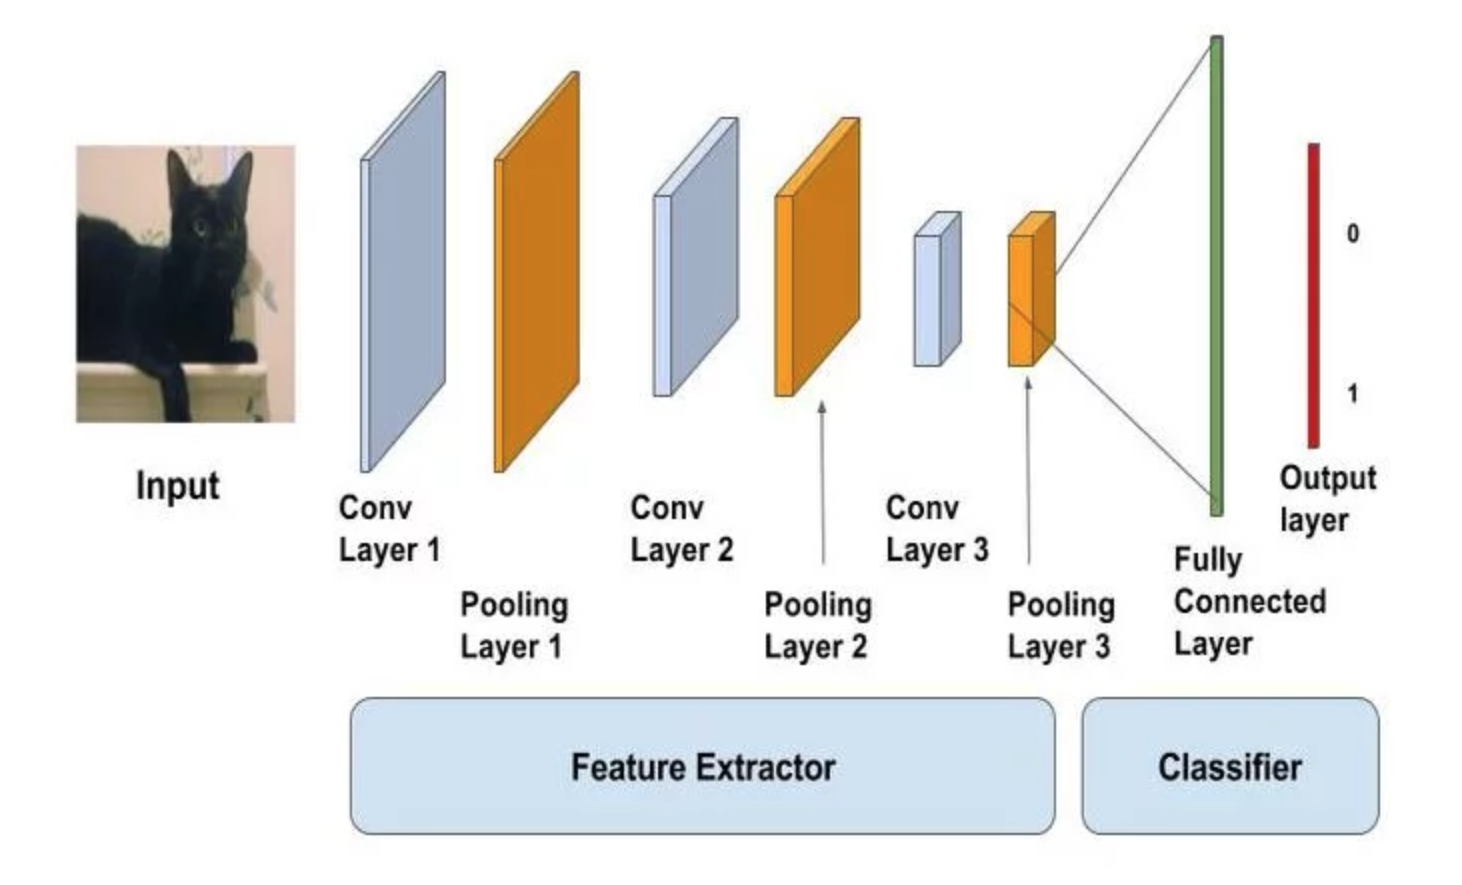 Input
Conv
Layer 1
Pooling
Layer 1
Conv
Layer 2
Pooling
Layer 2
Conv
Layer 3
Pooling
Layer 3
Fully
Connected
Layer
Output
layer
0
1
Feature Extractor
Classifier